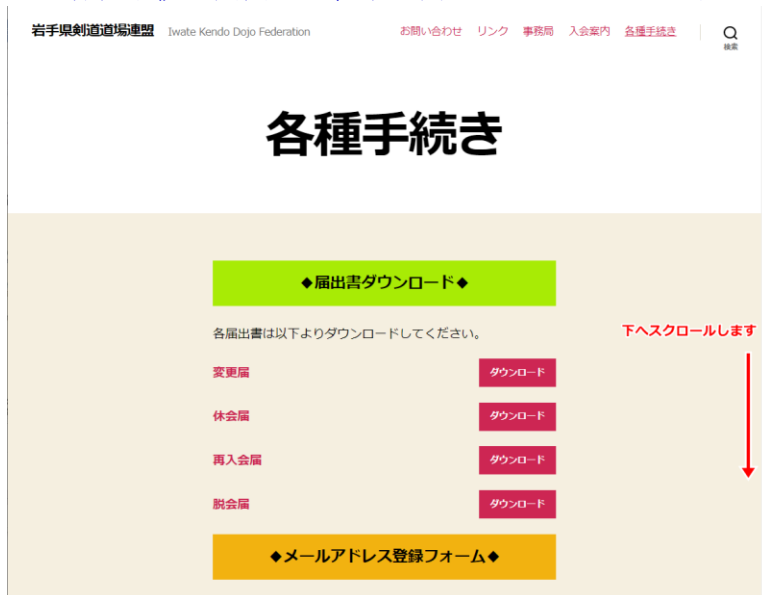 岩手県剣道道場連盟 Iwate Kendo Dojo Federation お問い合わせ リンク 事務局 入会案内 各種手続き 検索
各種手続き
◆届出書ダウンロード◆
各届出書は以下よりダウンロードしてください。
下へスクロールします
変更届 ダウンロード
休会届 ダウンロード
再入会届 ダウンロード
脱会届 ダウンロード
◆メールアドレス登録フォーム◆